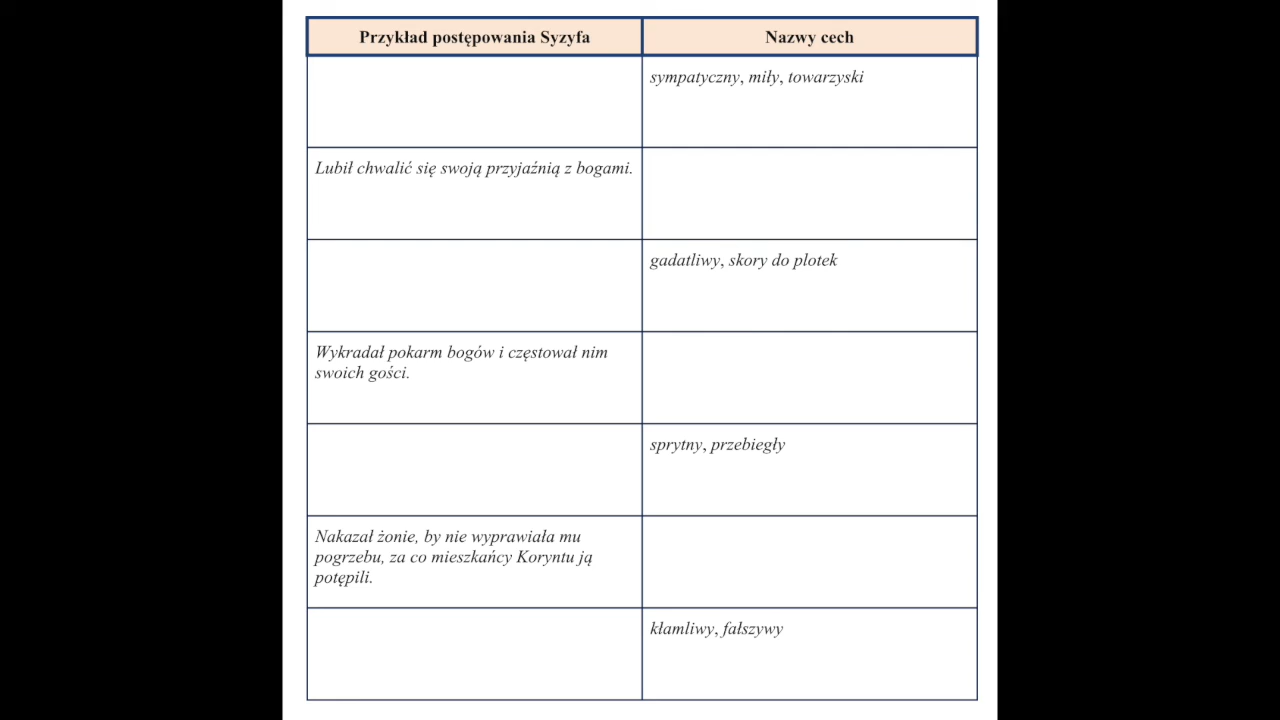 Przykład postępowania Syzyfa
Nazwy cech
sympatyczny, miły, towarzyski
Lubił chwalić się swoją przyjaźnią z bogami.
gadatliwy, skory do plotek
Wykradał pokarm bogów i częstował nim
swoich gości.
sprytny, przebiegły
Nakazał żonie, by nie wyprawiała mu
pogrzebu, za co mieszkańcy Koryntu ją
potępili.
kłamliwy, fałszywy